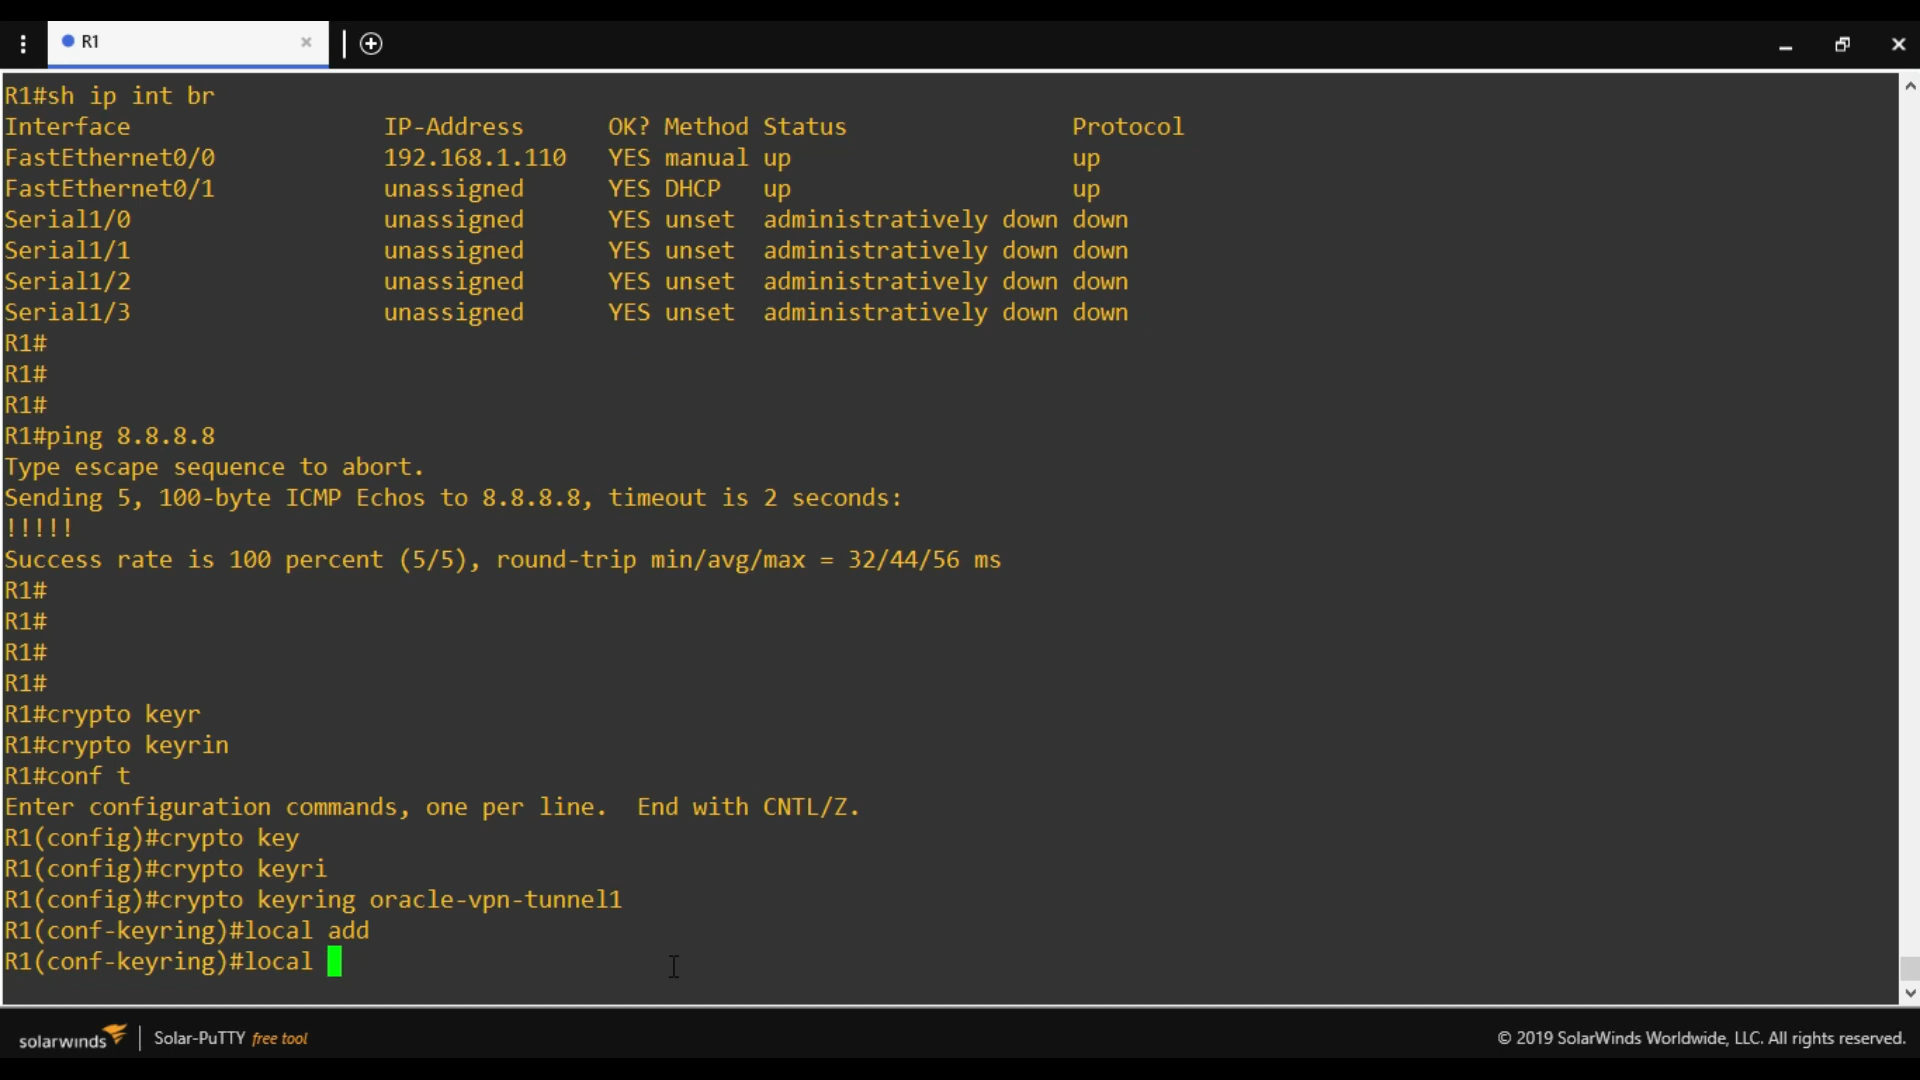 R1
R1#sh ip int br
Interface IP-Address OK? Method Status Protocol
FastEthernet0/0 192.168.1.110 YES manual up up
FastEthernet0/1 unassigned YES DHCP up up
Serial1/0 unassigned YES unset administratively down down
Serial1/1 unassigned YES unset administratively down down
Serial1/2 unassigned YES unset administratively down down
Serial1/3 unassigned YES unset administratively down down
R1#
R1#
R1#
R1#ping 8.8.8.8
Type escape sequence to abort.
Sending 5, 100-byte ICMP Echos to 8.8.8.8, timeout is 2 seconds:
!!!!!
Success rate is 100 percent (5/5), round-trip min/avg/max = 32/44/56 ms
R1#
R1#
R1#
R1#
R1#crypto keyr
R1#crypto keyrin
R1#conf t
Enter configuration commands, one per line.  End with CNTL/Z.
R1(config)#crypto key
R1(config)#crypto keyri
R1(config)#crypto keyring oracle-vpn-tunnel1
R1(conf-keyring)#local add
R1(conf-keyring)#local
solarwinds Solar-PuTTY free tool © 2019 SolarWinds Worldwide, LLC. All rights reserved.